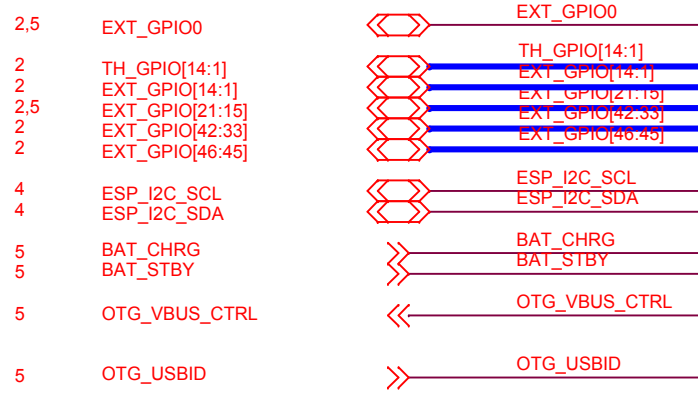 2,5 EXT_GPIO0 EXT_GPIO0
2 TH_GPIO[14:1] TH_GPIO[14:1]
2 EXT_GPIO[14:1] EXT_GPIO[14:1]
2,5 EXT_GPIO[21:15] EXT_GPIO[21:15]
2 EXT_GPIO[42:33] EXT_GPIO[42:33]
2 EXT_GPIO[46:45] EXT_GPIO[46:45]
4 ESP_I2C_SCL ESP_I2C_SCL
4 ESP_I2C_SDA ESP_I2C_SDA
5 BAT_CHRG BAT_CHRG
5 BAT_STBY BAT_STBY
5 OTG_VBUS_CTRL OTG_VBUS_CTRL
5 OTG_USBID OTG_USBID